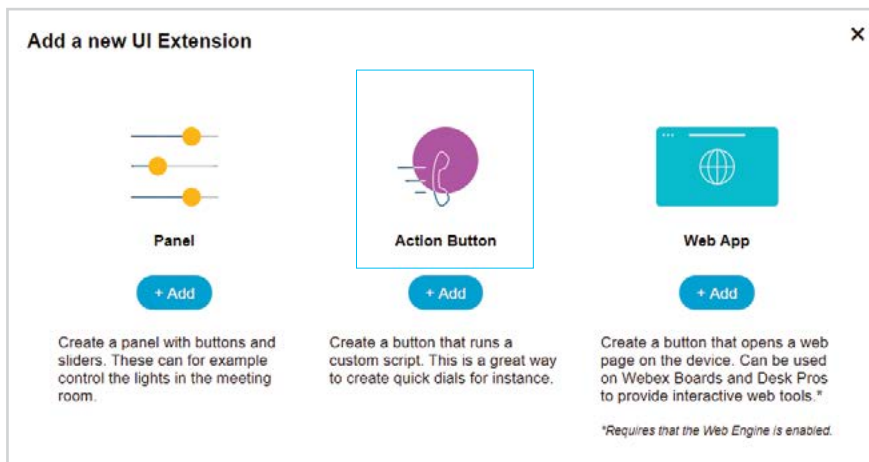 Add a new UI Extension
Panel
+ Add
Create a panel with buttons and
sliders. These can for example
control the lights in the meeting
room.
Action Button
+ Add
Create a button that runs a
custom script. This is a great way
to create quick dials for instance.
Web App
+ Add
Create a button that opens a web
page on the device. Can be used
on Webex Boards and Desk Pros
to provide interactive web tools.*
*Requires that the Web Engine is enabled.